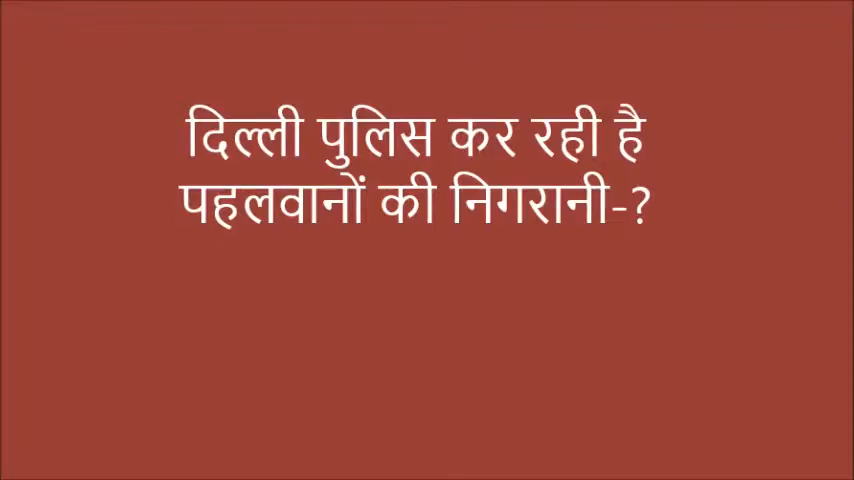 दिल्ली पुलिस कर रही है
पहलवानों की निगरानी-?